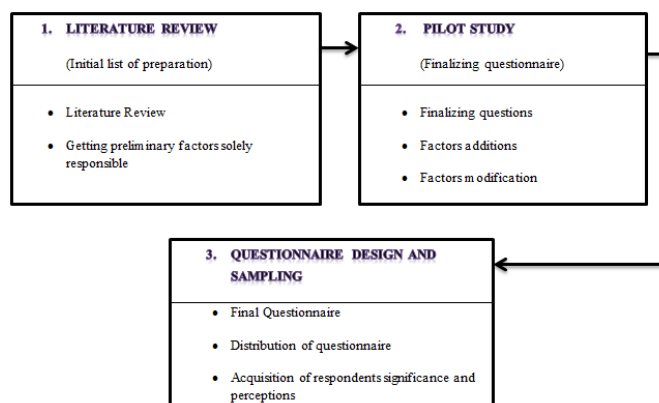 1. LITERATURE REVIEW
(Initial list of preparation)
• Literature Review
• Getting preliminary factors solely
responsible
2. PILOT STUDY
(Finalizing questionnaire)
• Finalizing questions
• Factors additions
• Factors modification
3. QUESTIONNAIRE DESIGN AND
SAMPLING
• Final Questionnaire
• Distribution of questionnaire
• Acquisition of respondents significance and
perceptions